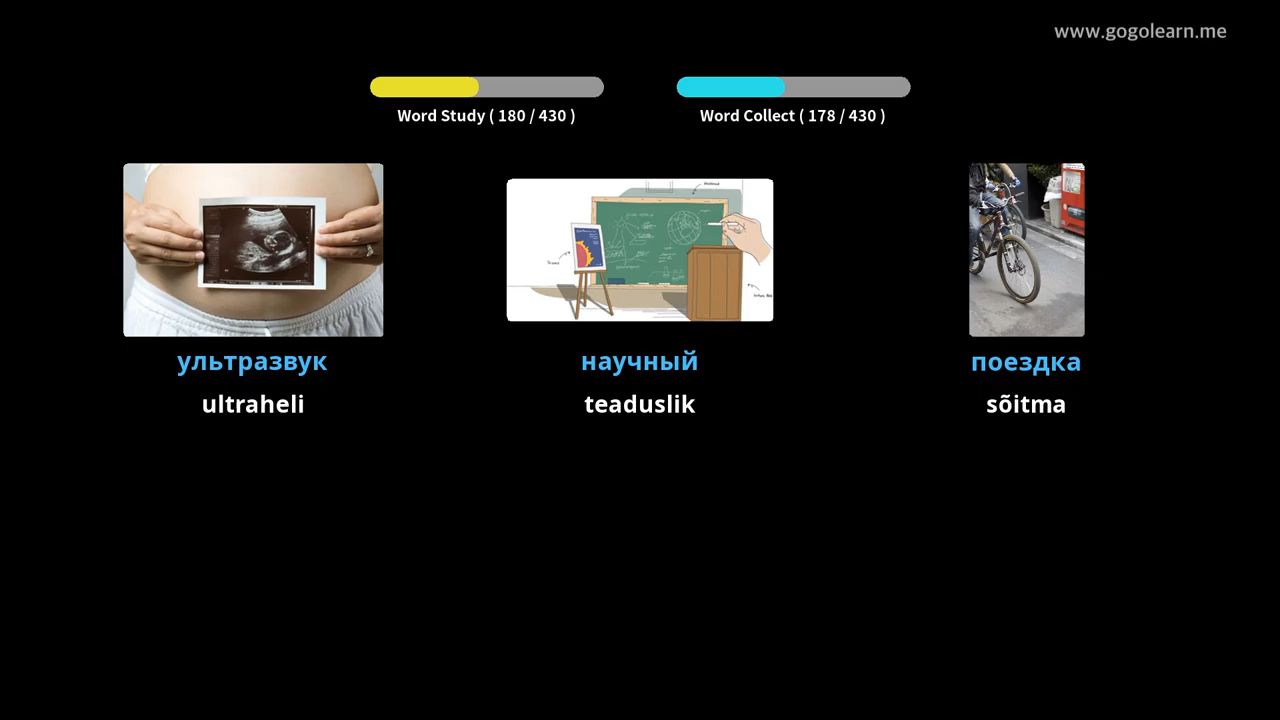 www.gogolearn.me
Word Study ( 180 / 430 )
Word Collect ( 178 / 430 )
ультразвук
научный
поездка
ultraheli
teaduslik
sõitma